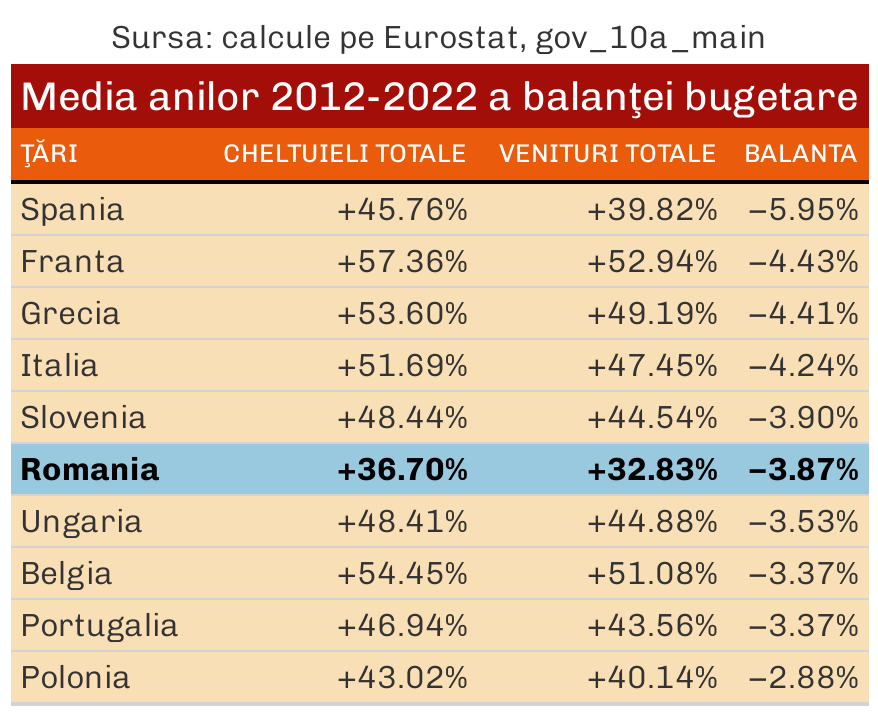 Sursa: calcule pe Eurostat, gov_10a_main
Media anilor 2012-2022 a balanţei bugetare
ŢĂRI CHELTUIELI TOTALE VENITURI TOTALE BALANTA
Spania +45.76% +39.82% −5.95%
Franta +57.36% +52.94% −4.43%
Grecia +53.60% +49.19% −4.41%
Italia +51.69% +47.45% −4.24%
Slovenia +48.44% +44.54% −3.90%
Romania +36.70% +32.83% −3.87%
Ungaria +48.41% +44.88% −3.53%
Belgia +54.45% +51.08% −3.37%
Portugalia +46.94% +43.56% −3.37%
Polonia +43.02% +40.14% −2.88%